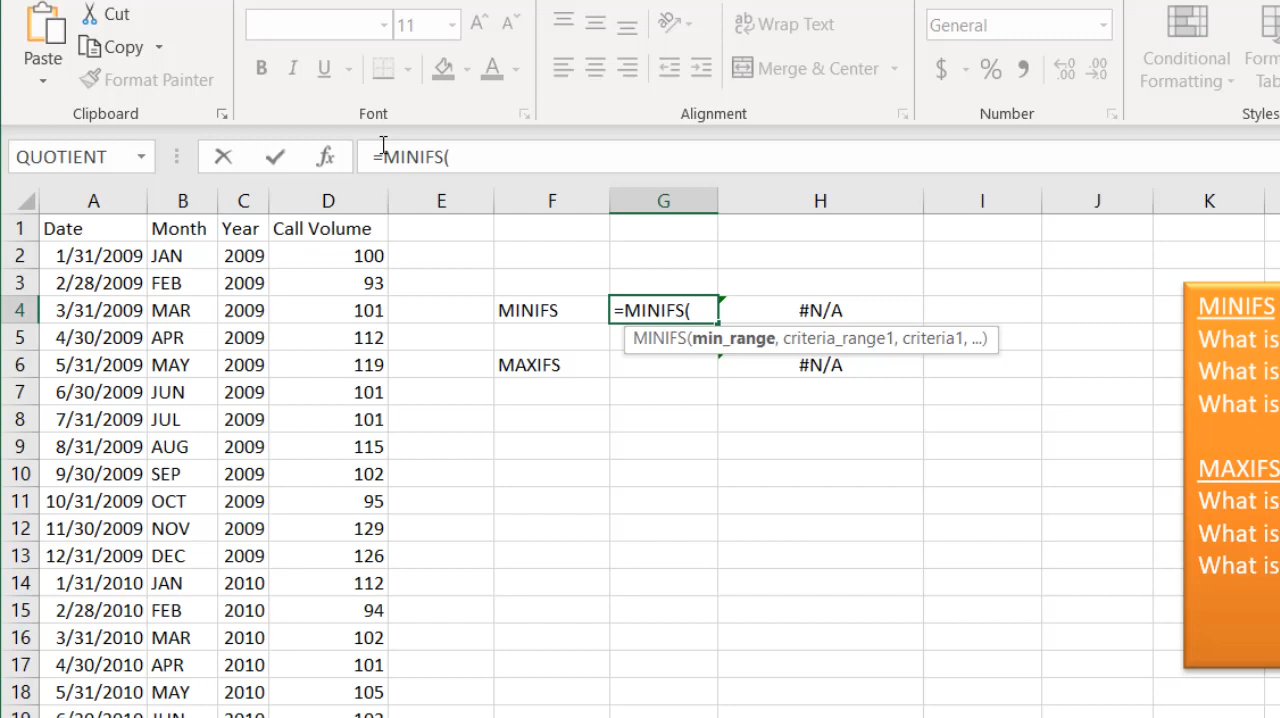 Cut
Copy
Paste
Format Painter
Clipboard
11
A^ A
B I U A
Font
ab Wrap Text
Merge & Center
Alignment
General
$ % 9
Number
Conditional
Formatting
Styles
QUOTIENT fx =MINIFS(
A B C D E F G H I J K
1 Date Month Year Call Volume
2 1/31/2009 JAN 2009 100
3 2/28/2009 FEB 2009 93
4 3/31/2009 MAR 2009 101 MINIFS =MINIFS( #N/A
MINIFS(min_range, criteria_range1, criteria1, ...)
5 4/30/2009 APR 2009 112
6 5/31/2009 MAY 2009 119 MAXIFS #N/A
7 6/30/2009 JUN 2009 101
8 7/31/2009 JUL 2009 101
9 8/31/2009 AUG 2009 115
10 9/30/2009 SEP 2009 102
11 10/31/2009 OCT 2009 95
12 11/30/2009 NOV 2009 129
13 12/31/2009 DEC 2009 126
14 1/31/2010 JAN 2010 112
15 2/28/2010 FEB 2010 94
16 3/31/2010 MAR 2010 102
17 4/30/2010 APR 2010 101
18 5/31/2010 MAY 2010 105
MINIFS
What is
What is
What is
MAXIFS
What is
What is
What is